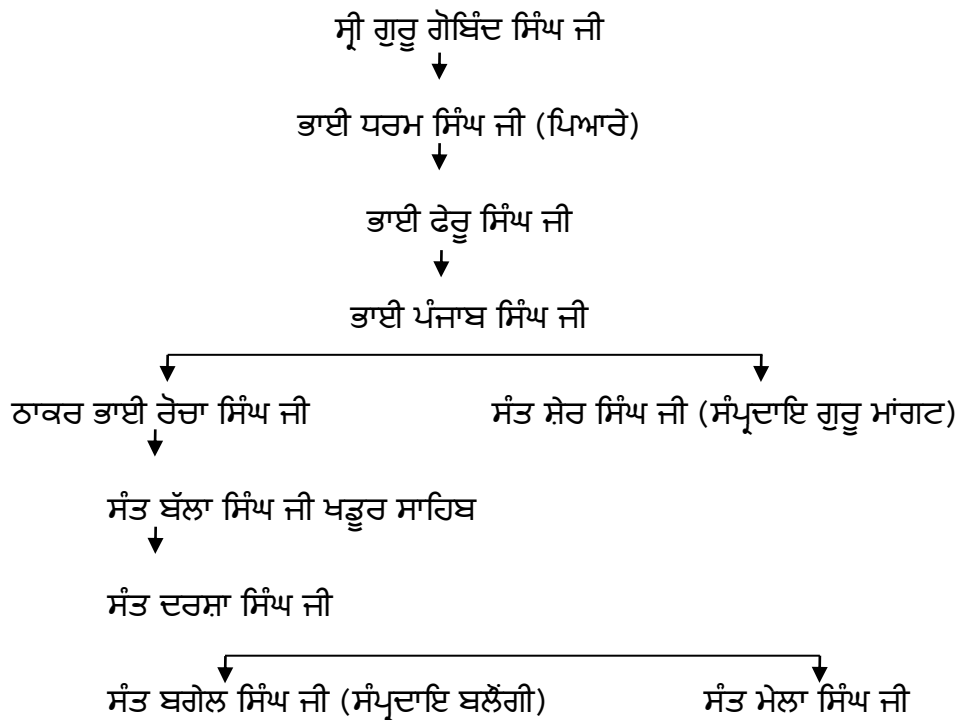 ਸ੍ਰੀ ਗੁਰੂ ਗੋਬਿੰਦ ਸਿੰਘ ਜੀ
ਭਾਈ ਧਰਮ ਸਿੰਘ ਜੀ (ਪਿਆਰੇ)
ਭਾਈ ਫੇਰੂ ਸਿੰਘ ਜੀ
ਭਾਈ ਪੰਜਾਬ ਸਿੰਘ ਜੀ
ਠਾਕਰ ਭਾਈ ਰੋਚਾ ਸਿੰਘ ਜੀ ਸੰਤ ਸ਼ੇਰ ਸਿੰਘ ਜੀ (ਸੰਪ੍ਰਦਾਇ ਗੁਰੂ ਮਾਂਗਟ)
ਸੰਤ ਬੱਲਾ ਸਿੰਘ ਜੀ ਖਡੂਰ ਸਾਹਿਬ
ਸੰਤ ਦਰਸ਼ਾ ਸਿੰਘ ਜੀ
ਸੰਤ ਬਗੇਲ ਸਿੰਘ ਜੀ (ਸੰਪ੍ਰਦਾਇ ਬਲੌਂਗੀ) ਸੰਤ ਮੇਲਾ ਸਿੰਘ ਜੀ